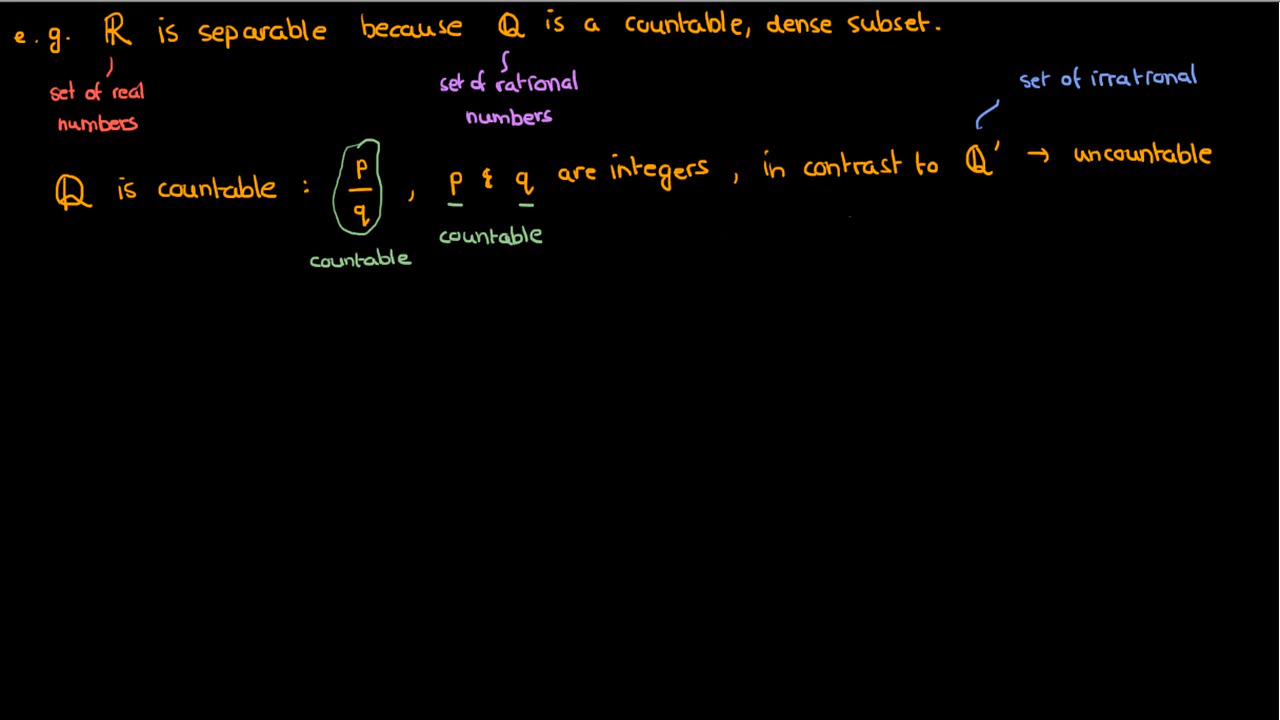 e.g. ℝ is separable because ℚ is a countable, dense subset.
set of real
numbers
set of rational
numbers
set of irrational
ℚ is countable : p/q , p & q are integers , in contrast to ℚ' → uncountable
countable
countable